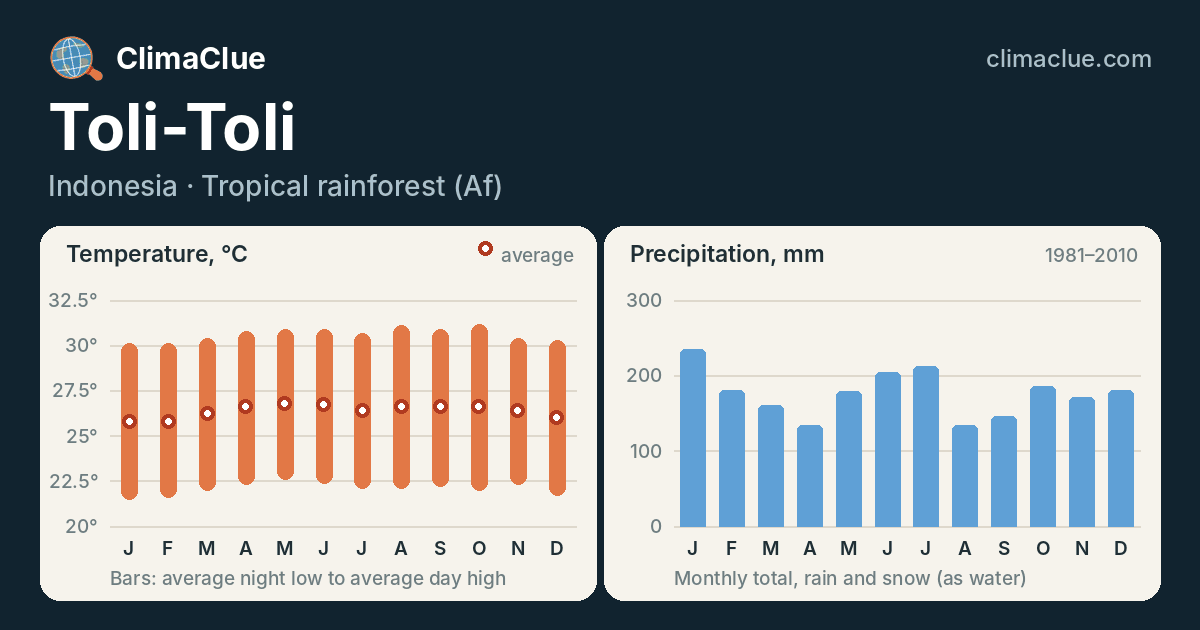 ClimaClue
climaclue.com
Toli-Toli
Indonesia · Tropical rainforest (Af)
Temperature, °C
average
32.5°
30°
27.5°
25°
22.5°
20°
J F M A M J J A S O N D
Bars: average night low to average day high
Precipitation, mm
1981–2010
300
200
100
0
J F M A M J J A S O N D
Monthly total, rain and snow (as water)